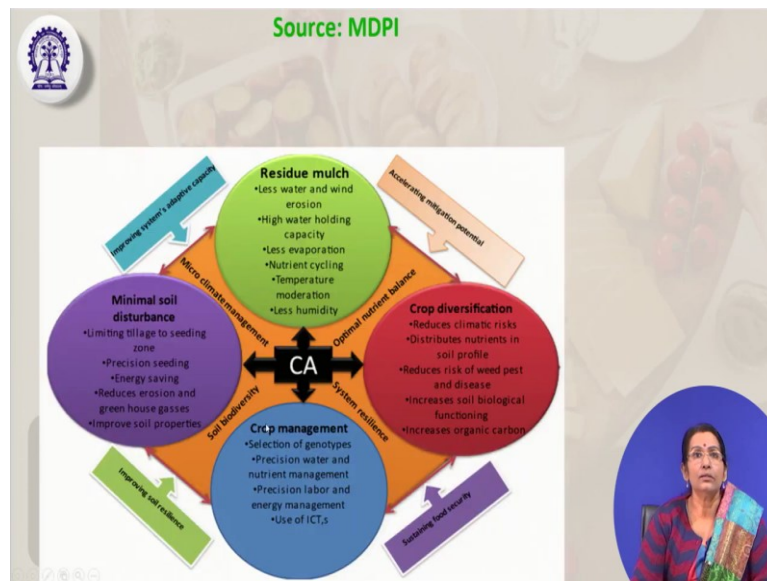 Source: MDPI
Improving system's adaptive capacity
Accelerating mitigation potential
Residue mulch
•Less water and wind
erosion
•High water holding
capacity
•Less evaporation
•Nutrient cycling
•Temperature
moderation
•Less humidity
Micro climate management
Optimal nutrient balance
Minimal soil
disturbance
•Limiting tillage to seeding
zone
•Precision seeding
•Energy saving
•Reduces erosion and
green house gasses
•Improve soil properties
CA
Crop diversification
•Reduces climatic risks
•Distributes nutrients in
soil profile
•Reduces risk of weed pest
and disease
•Increases soil biological
functioning
•Increases organic carbon
Soil biodiversity
System resilience
Crop management
•Selection of genotypes
•Precision water and
nutrient management
•Precision labor and
energy management
•Use of ICT,s
Improving soil resilience
Sustaining food security